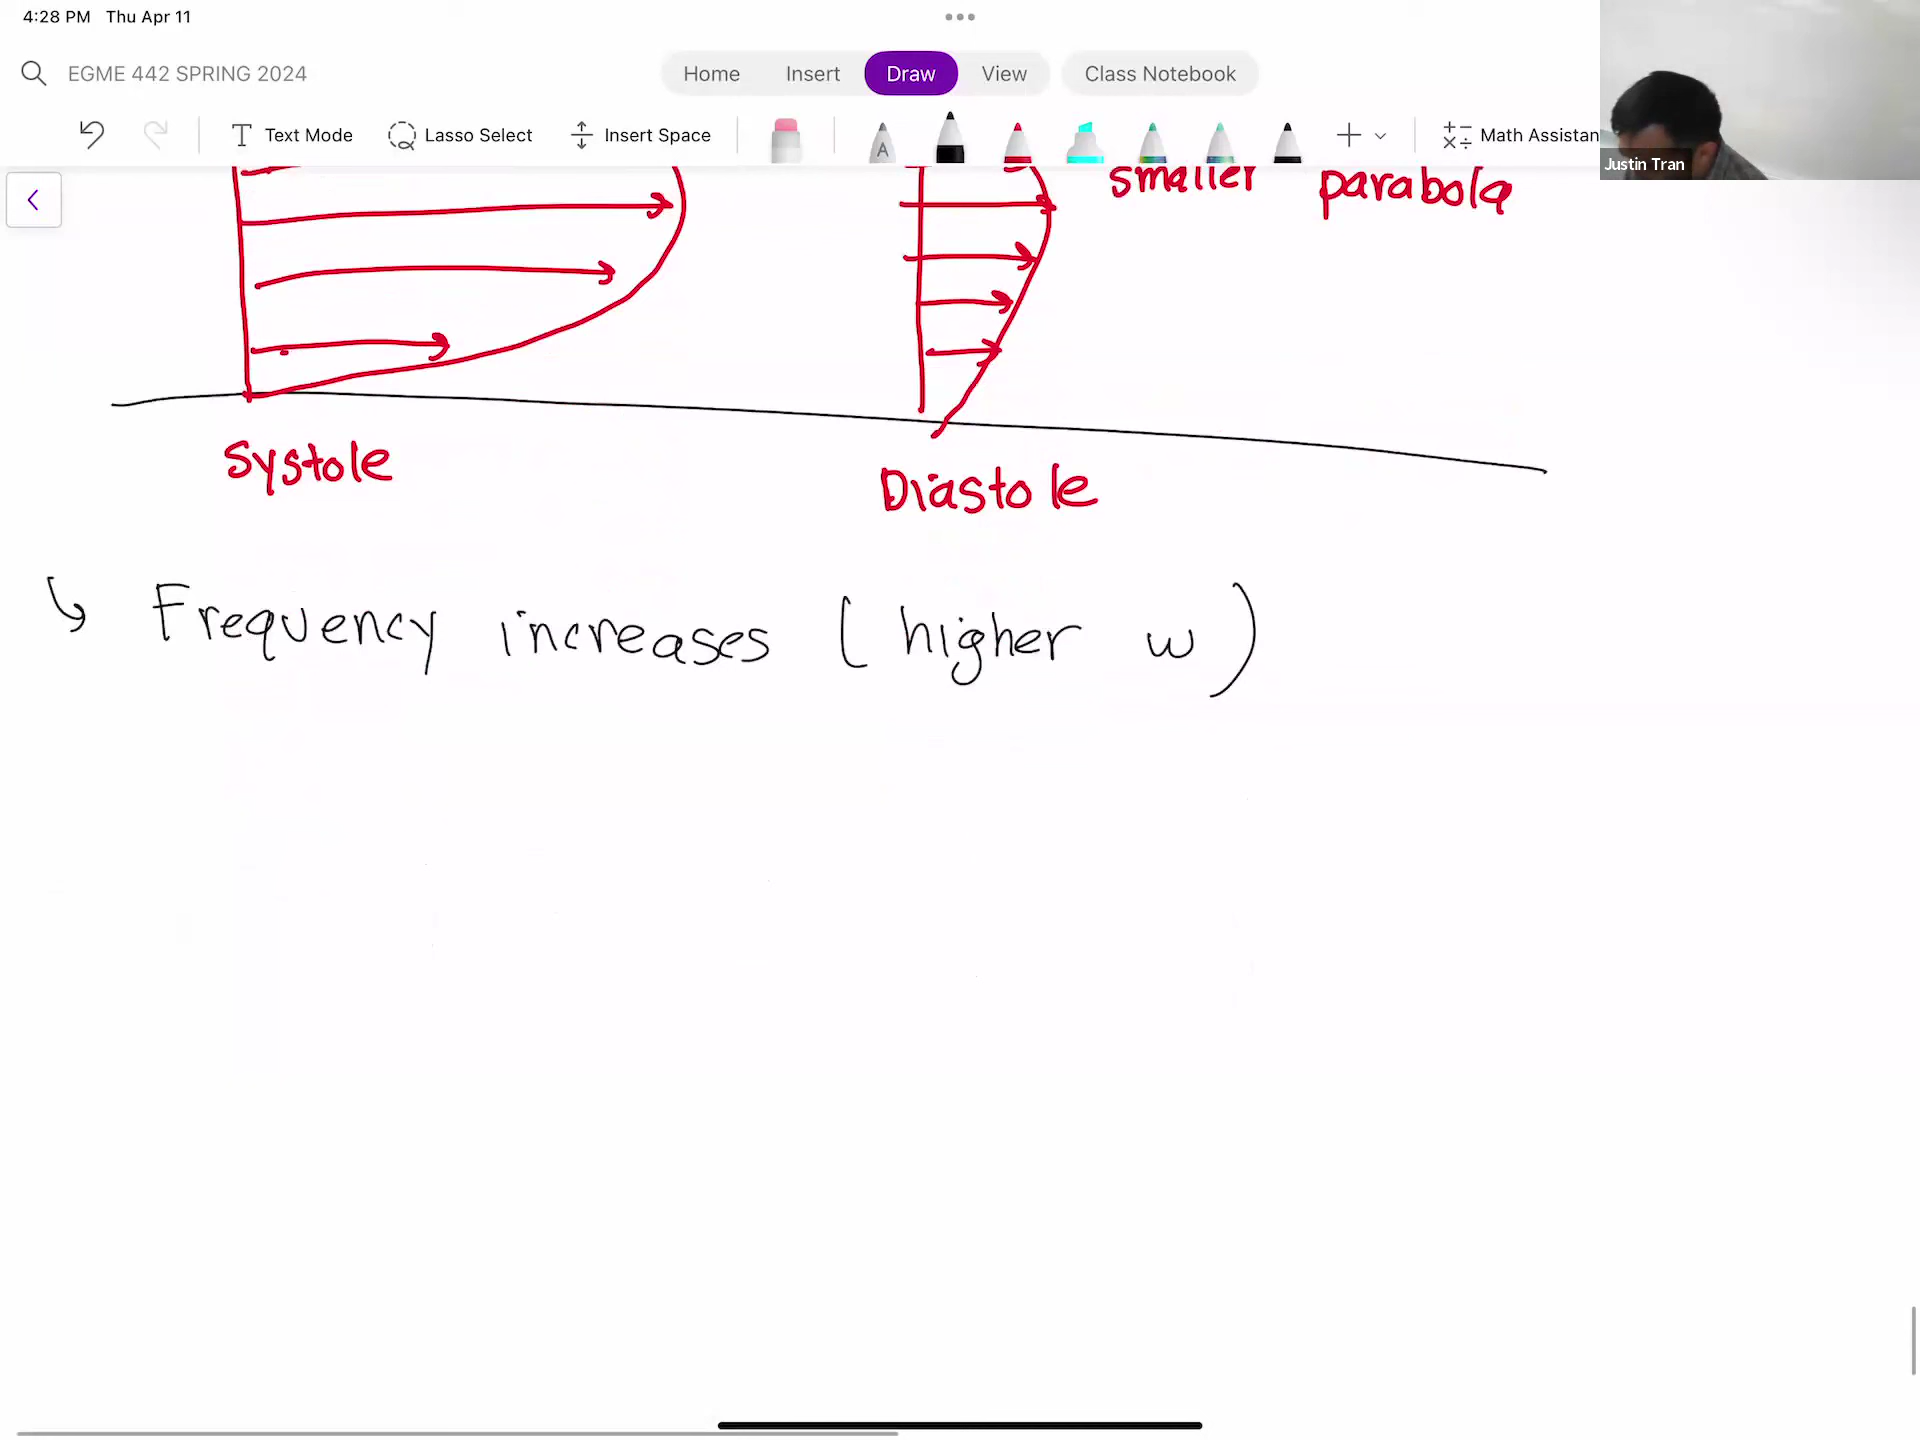 4:28 PM Thu Apr 11
EGME 442 SPRING 2024
Home Insert Draw View Class Notebook
Text Mode Lasso Select Insert Space A Math Assistan
Justin Tran
smaller parabola
Systole
Diastole
Frequency increases ( higher w )